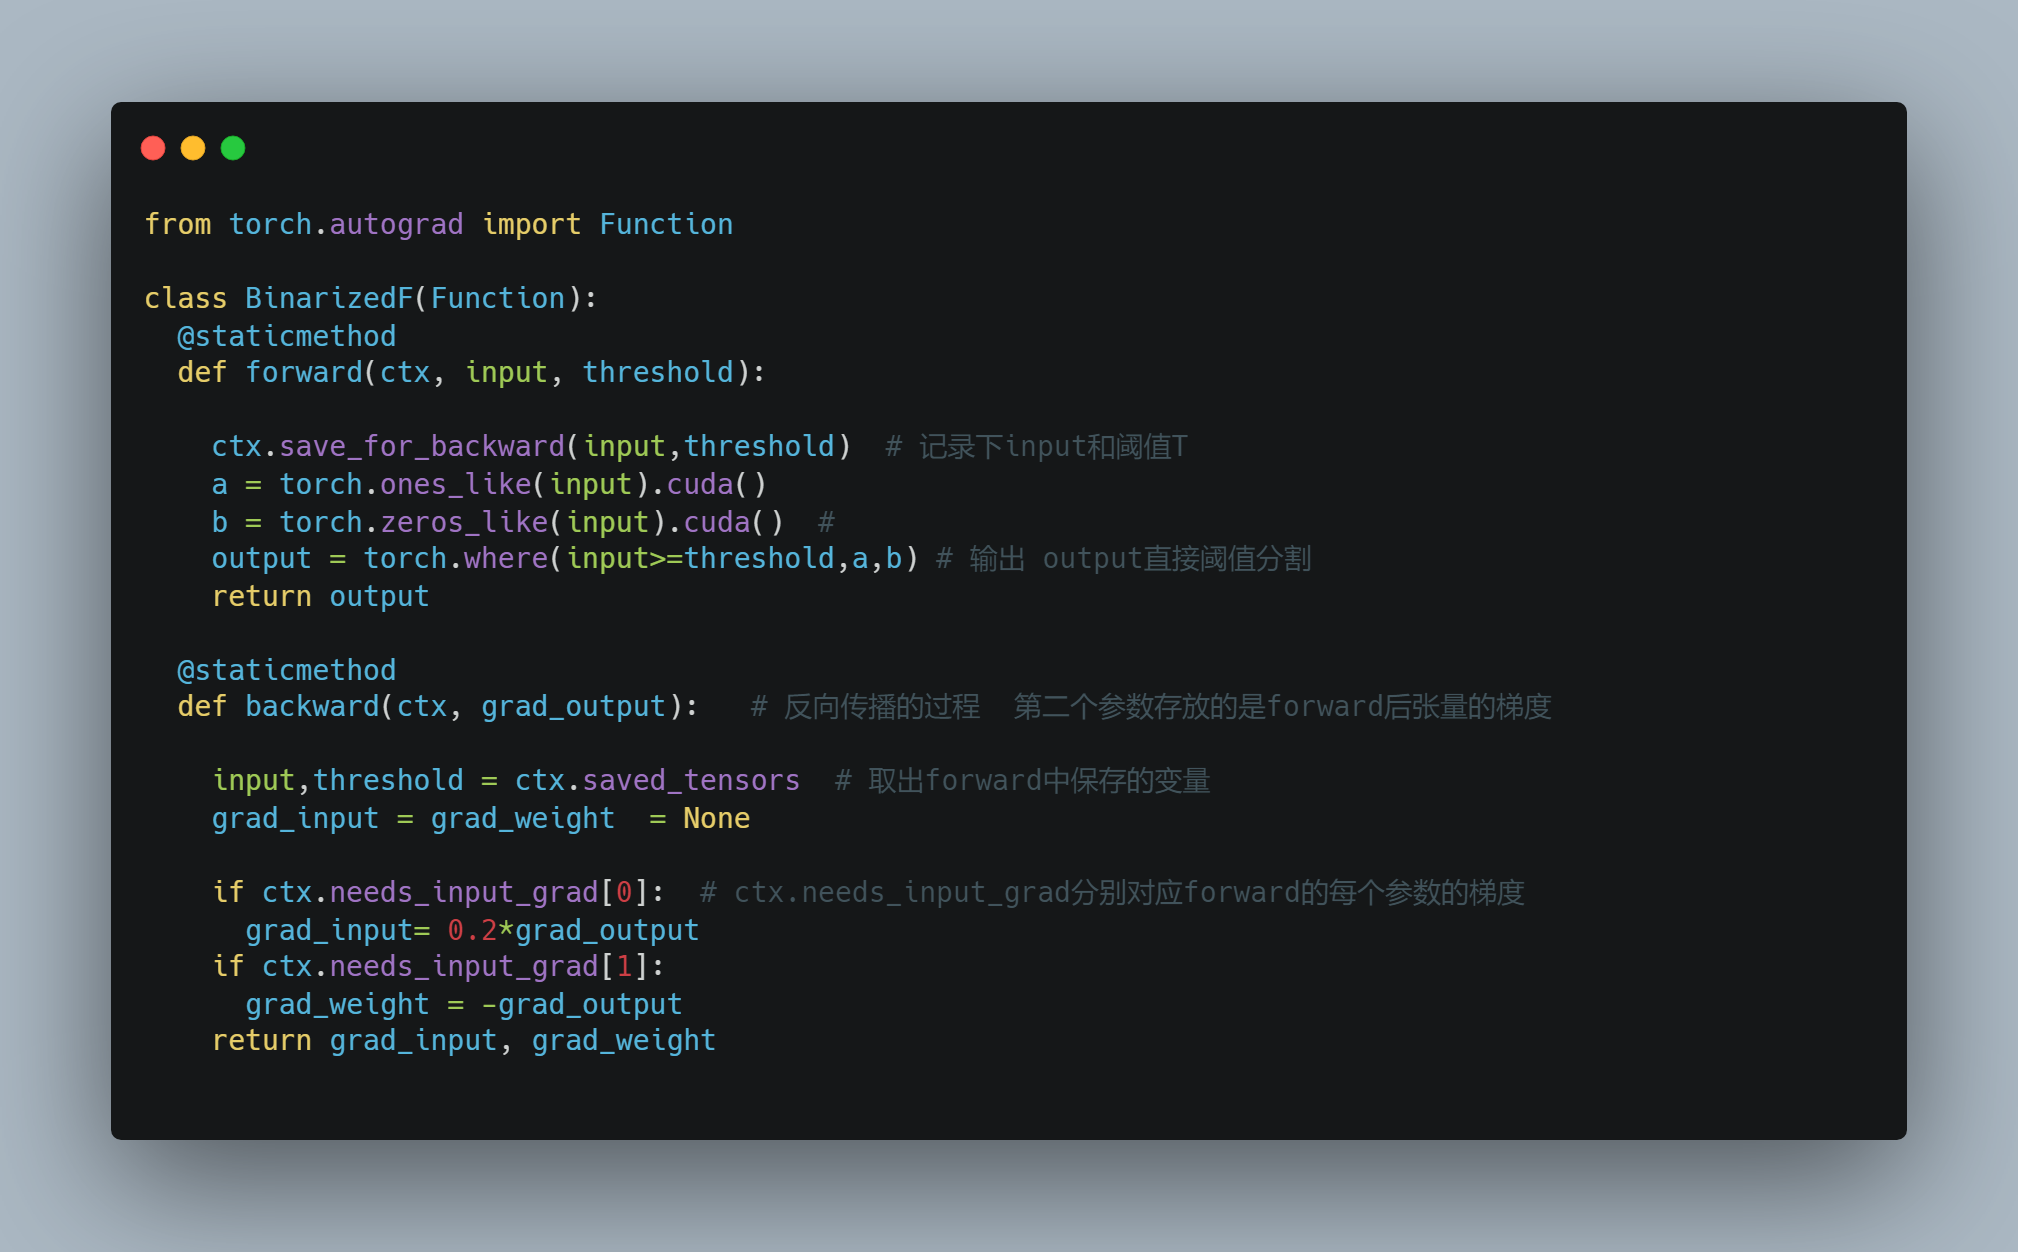 from torch.autograd import Function
class BinarizedF(Function):
  @staticmethod
  def forward(ctx, input, threshold):
    ctx.save_for_backward(input,threshold)  # 记录下input和阈值T
    a = torch.ones_like(input).cuda()
    b = torch.zeros_like(input).cuda()  #
    output = torch.where(input>=threshold,a,b) # 输出 output直接阈值分割
    return output
  @staticmethod
  def backward(ctx, grad_output):   # 反向传播的过程  第二个参数存放的是forward后张量的梯度
    input,threshold = ctx.saved_tensors  # 取出forward中保存的变量
    grad_input = grad_weight  = None
    if ctx.needs_input_grad[0]:  # ctx.needs_input_grad分别对应forward的每个参数的梯度
      grad_input= 0.2*grad_output
    if ctx.needs_input_grad[1]:
      grad_weight = -grad_output
    return grad_input, grad_weight